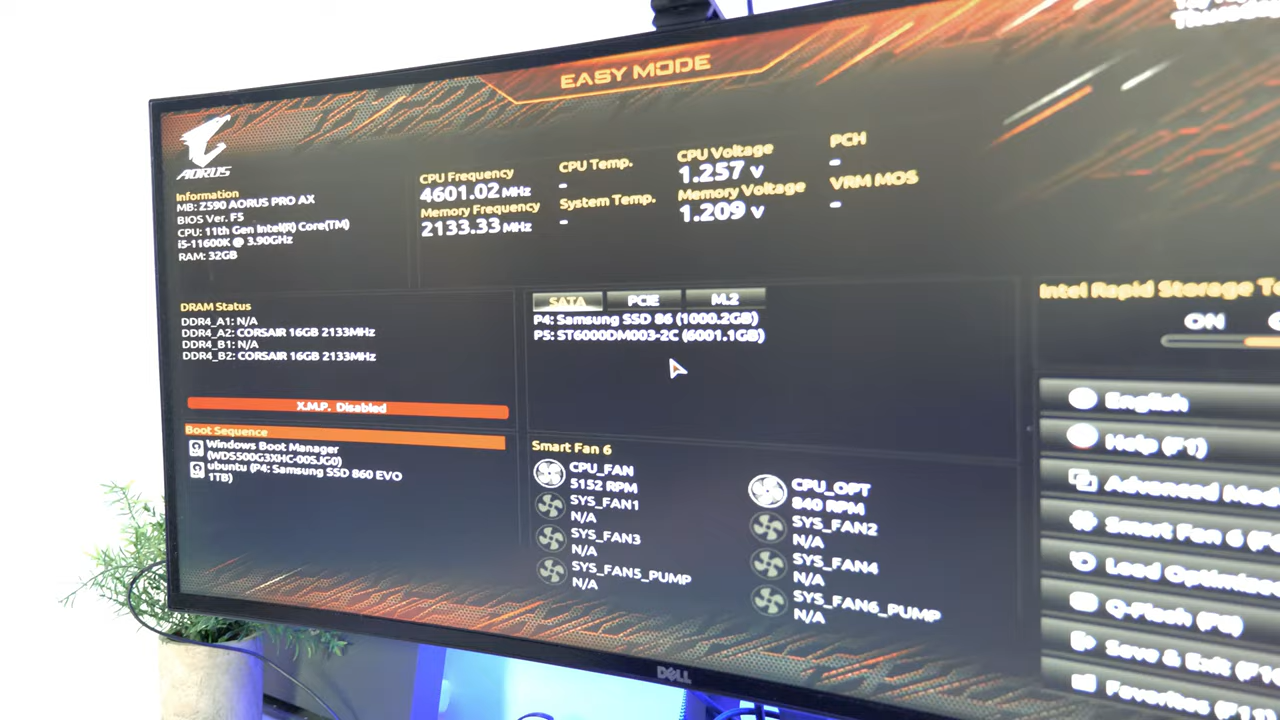 EASY MODE
AORUS
Information
MB: Z590 AORUS PRO AX
BIOS Ver. F5
CPU: 11th Gen Intel(R) Core(TM)
i5-11600K @ 3.90GHz
RAM: 32GB
CPU Frequency
4601.02 MHz
Memory Frequency
2133.33 MHz
CPU Temp.
-
System Temp.
-
CPU Voltage
1.257 V
Memory Voltage
1.209 V
PCH
-
VRM MOS
-
DRAM Status
DDR4_A1: N/A
DDR4_A2: CORSAIR 16GB 2133MHz
DDR4_B1: N/A
DDR4_B2: CORSAIR 16GB 2133MHz
X.M.P. Disabled
SATA PCIE M.2
P4: Samsung SSD 86 (1000.2GB)
P5: ST6000DM003-2C (6001.1GB)
Boot Sequence
Windows Boot Manager
(WDS500G3XHC-00SJG0)
ubuntu (P4: Samsung SSD 860 EVO
1TB)
Smart Fan 6
CPU_FAN
5152 RPM
SYS_FAN1
N/A
SYS_FAN3
N/A
SYS_FAN5_PUMP
N/A
CPU_OPT
840 RPM
SYS_FAN2
N/A
SYS_FAN4
N/A
SYS_FAN6_PUMP
N/A
Intel Rapid Storage
ON
English
Help (F1)
Advanced
Smart Fan 6
Load
Q-Flash (F8)
Save & Exit
Favorites (F11)
DELL